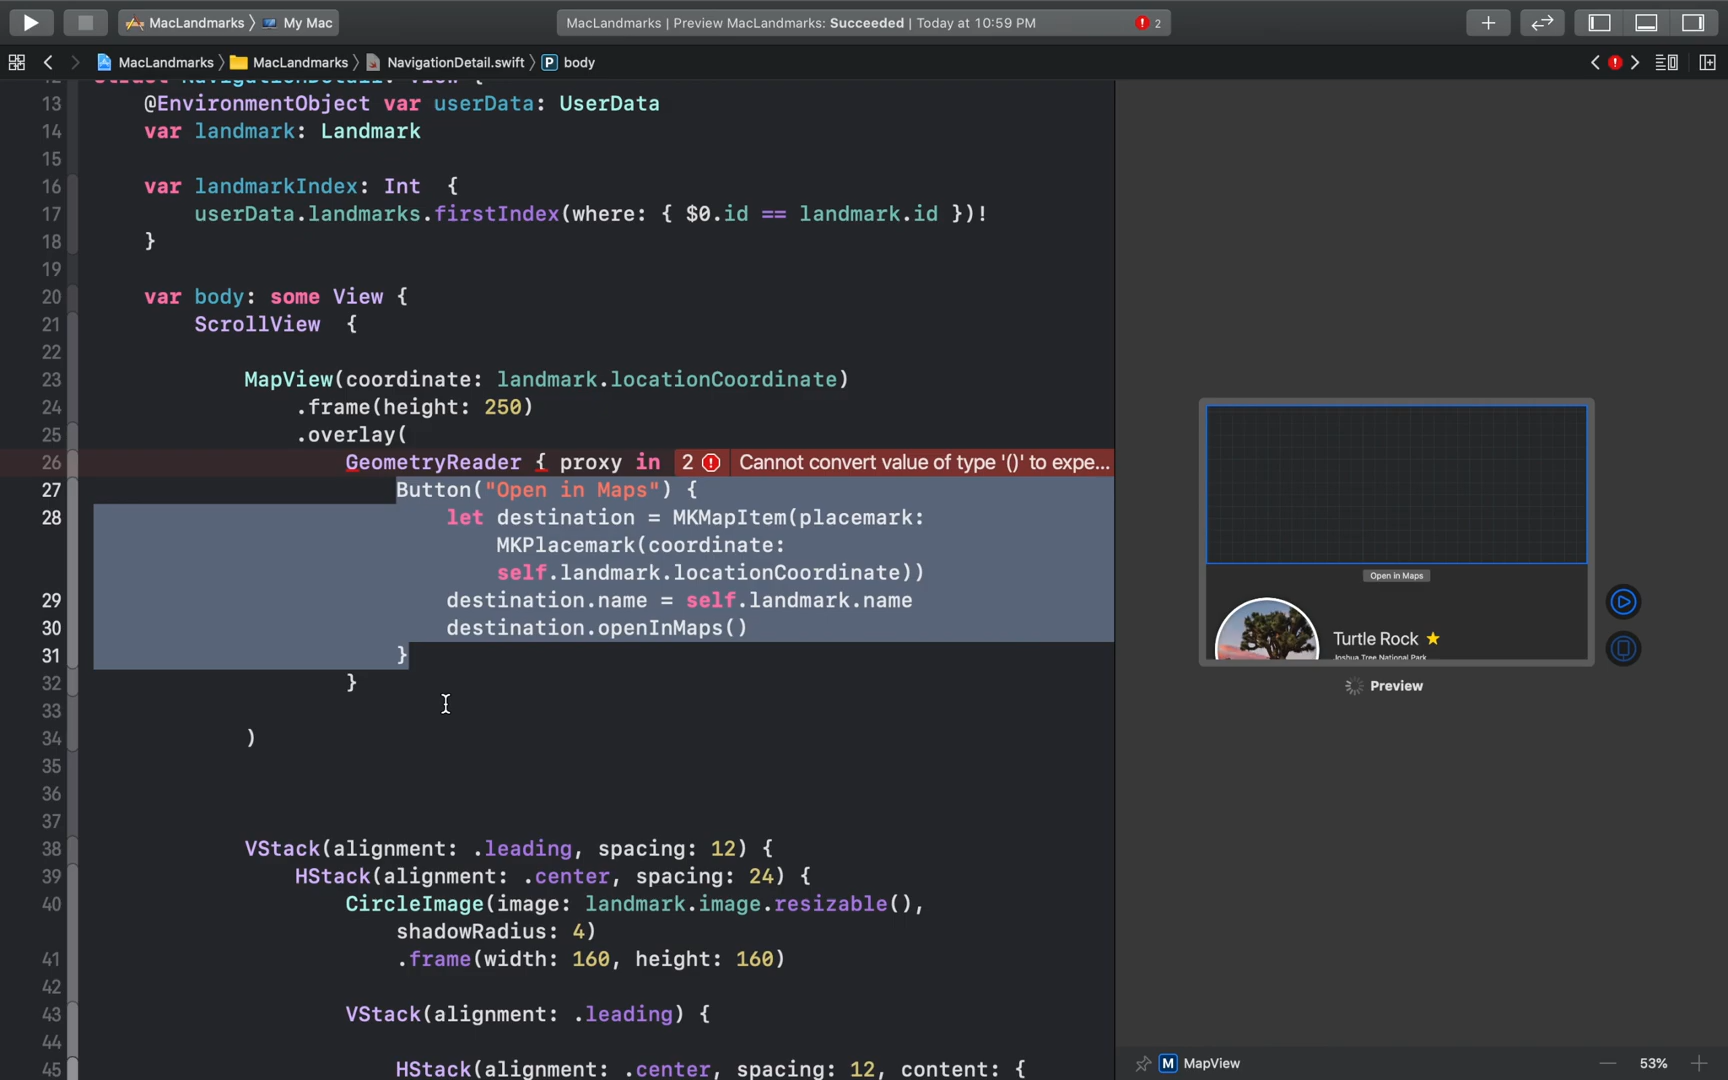 MacLandmarks 〉 My Mac
MacLandmarks | Preview MacLandmarks: Succeeded | Today at 10:59 PM
2
MacLandmarks 〉 MacLandmarks 〉 NavigationDetail.swift 〉 P body
13 @EnvironmentObject var userData: UserData
14 var landmark: Landmark
15
16 var landmarkIndex: Int  {
17 userData.landmarks.firstIndex(where: { $0.id == landmark.id })!
18 }
19
20 var body: some View {
21 ScrollView  {
22
23 MapView(coordinate: landmark.locationCoordinate)
24 .frame(height: 250)
25 .overlay(
26 GeometryReader { proxy in 2 Cannot convert value of type '()' to expe...
27 Button("Open in Maps") {
28 let destination = MKMapItem(placemark:
MKPlacemark(coordinate:
self.landmark.locationCoordinate))
29 destination.name = self.landmark.name
30 destination.openInMaps()
31 }
32 }
33
34 )
35
36
37
38 VStack(alignment: .leading, spacing: 12) {
39 HStack(alignment: .center, spacing: 24) {
40 CircleImage(image: landmark.image.resizable(),
shadowRadius: 4)
41 .frame(width: 160, height: 160)
42
43 VStack(alignment: .leading) {
44
45 HStack(alignment: .center, spacing: 12, content: {
Open in Maps
Turtle Rock
Joshua Tree National Park
Preview
M MapView
53%